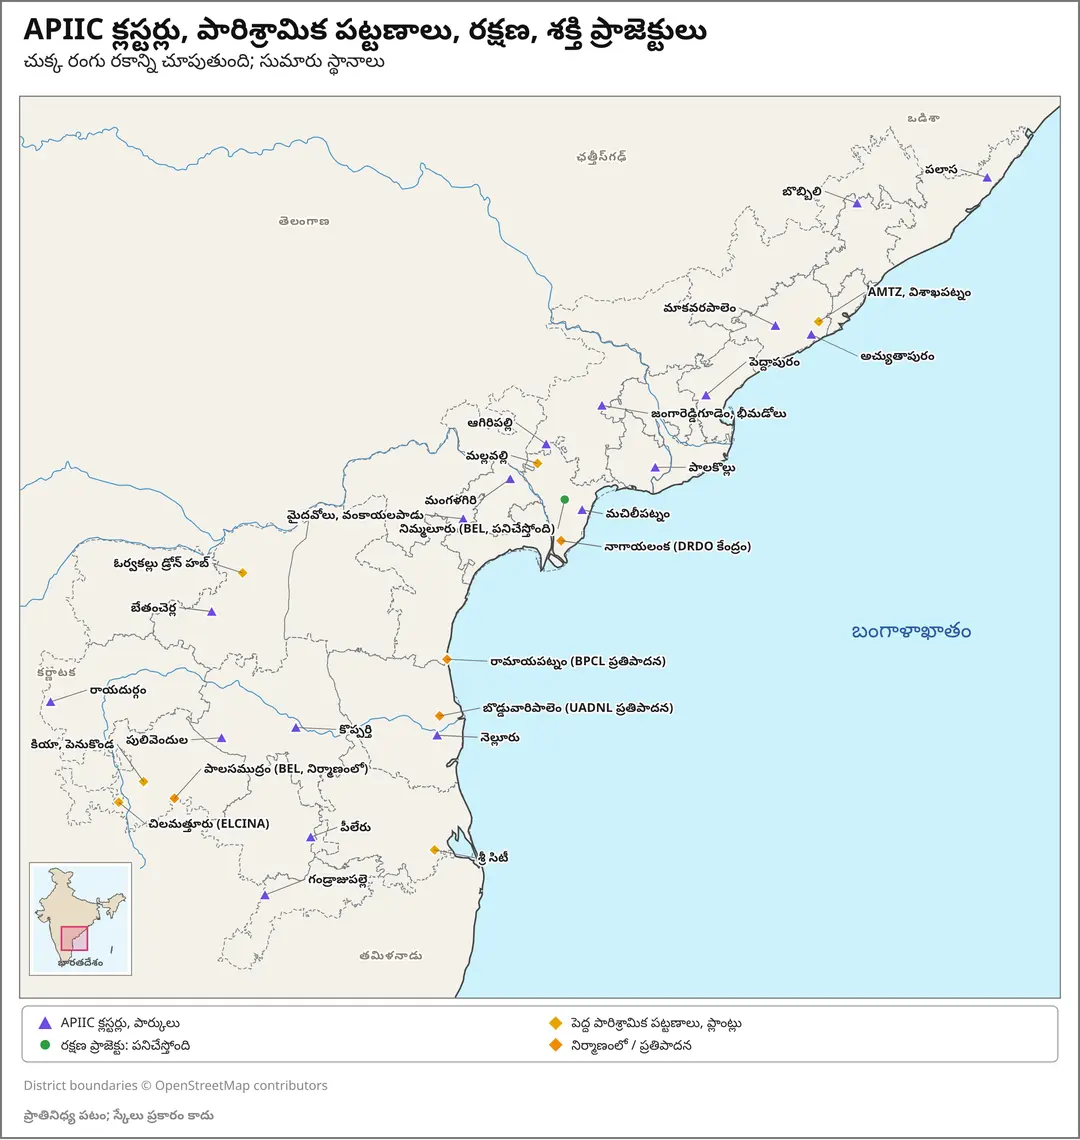 APIIC క్లస్టర్లు, పారిశ్రామిక పట్టణాలు, రక్షణ, శక్తి ప్రాజెక్టులు
చుక్క రంగు రకాన్ని చూపుతుంది; సుమారు స్థానాలు
ఒడిశా
ఛత్తీస్‌గఢ్
పలాస
బొబ్బిలి
తెలంగాణ
AMTZ, విశాఖపట్నం
మాకవరపాలెం
అచ్యుతాపురం
పెద్దాపురం
జంగారెడ్డిగూడెం, భీమడోలు
ఆగిరిపల్లి
మల్లవల్లి
పాలకొల్లు
మంగళగిరి
మైదవోలు, వంకాయలపాడు
మచిలీపట్నం
నిమ్మలూరు (BEL, పనిచేస్తోంది)
నాగాయలంక (DRDO కేంద్రం)
ఓర్వకల్లు డ్రోన్ హబ్
బేతంచెర్ల
బంగాళాఖాతం
రామాయపట్నం (BPCL ప్రతిపాదన)
కర్ణాటక
రాయదుర్గం
బొడ్డువారిపాలెం (UADNL ప్రతిపాదన)
కొప్పర్తి
నెల్లూరు
కియా, పెనుకొండ
పులివెందుల
పాలసముద్రం (BEL, నిర్మాణంలో)
చిలమత్తూరు (ELCINA)
పీలేరు
శ్రీ సిటీ
గండ్రాజుపల్లె
తమిళనాడు
భారతదేశం
APIIC క్లస్టర్లు, పార్కులు
పెద్ద పారిశ్రామిక పట్టణాలు, ప్లాంట్లు
రక్షణ ప్రాజెక్టు: పనిచేస్తోంది
నిర్మాణంలో / ప్రతిపాదన
District boundaries © OpenStreetMap contributors
ప్రాతినిధ్య పటం; స్కేలు ప్రకారం కాదు